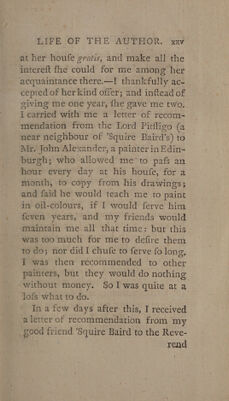 LIFE OF THE AUTHOR. xxv
at her houſe gratis, and make all the
intereſt ſhe could for me among her
acquaintance there.—I thankfully ac-
cepted of her kind offer; and inſtead of
giving me one year, ſhe gave me two.
I carried with me a letter of recom-
mendation from the Lord Pitſligo (a
near neighbour of 'Squire Baird's) to
Mr. John Alexander, a painter in Edin-
burgh; who allowed me to paſs an
hour every day at his houſe, for a
month, to copy from his drawings;
and ſaid he would teach me to paint
in oil-colours, if I would ſerve him
ſeven years, and my friends would
maintain me all that time: but this
was too much for me to deſire them
to do; nor did I chuſe to ſerve ſo long.
I was then recommended to other
painters, but they would do nothing
without money. So I was quite at a
loſs what to do.
In a few days after this, I received
a letter of recommendation from my
good friend 'Squire Baird to the Reve-
rend